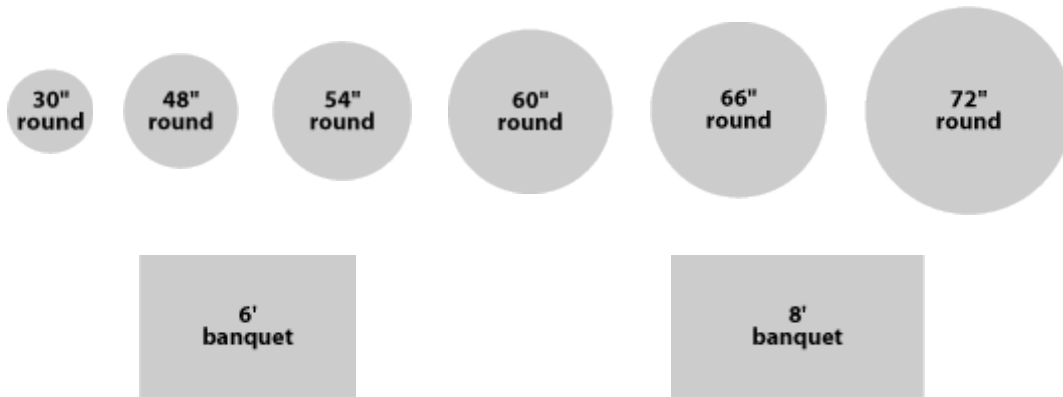 30"
round
48"
round
54"
round
60"
round
66"
round
72"
round
6'
banquet
8'
banquet